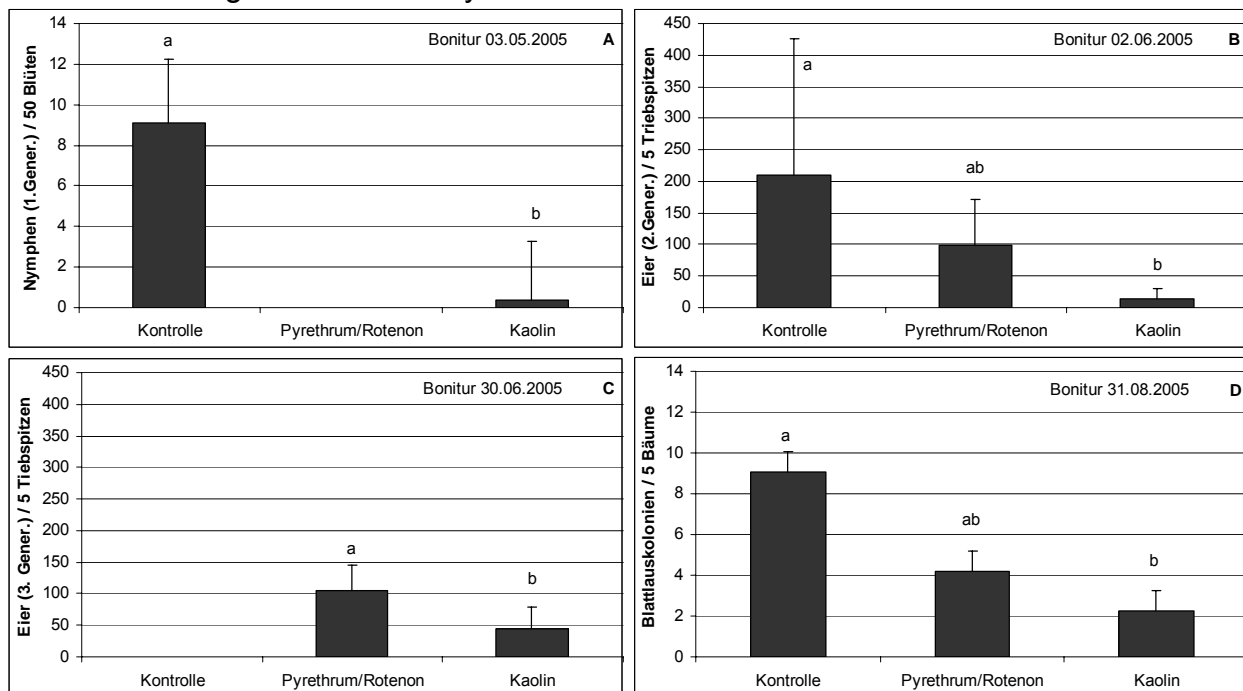 Bonitur 03.05.2005 A
Nymphen (1.Gener.) / 50 Blüten
14
12
10
8
6
4
2
0
a
b
Kontrolle Pyrethrum/Rotenon Kaolin
Bonitur 02.06.2005 B
Eier (2.Gener.) / 5 Triebspitzen
450
400
350
300
250
200
150
100
50
0
a
ab
b
Kontrolle Pyrethrum/Rotenon Kaolin
Bonitur 30.06.2005 C
Eier (3. Gener.) / 5 Tiebspitzen
450
400
350
300
250
200
150
100
50
0
a
b
Kontrolle Pyrethrum/Rotenon Kaolin
Bonitur 31.08.2005 D
Blattlauskolonien / 5 Bäume
14
12
10
8
6
4
2
0
a
ab
b
Kontrolle Pyrethrum/Rotenon Kaolin